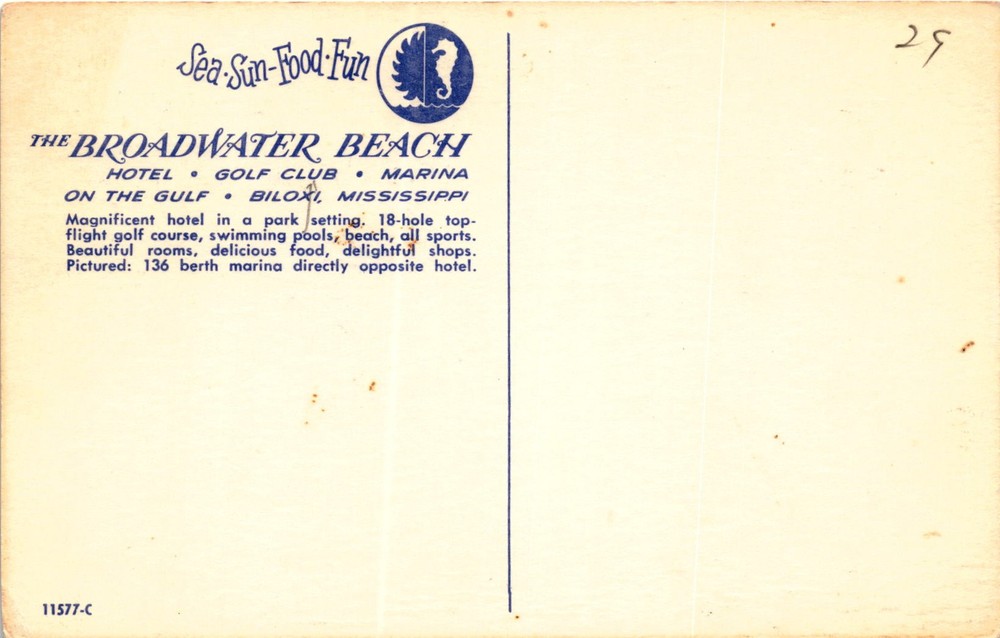 Sea·Sun-Food·Fun
THE BROADWATER BEACH
HOTEL • GOLF CLUB • MARINA
ON THE GULF • BILOXI, MISSISSIPPI
Magnificent hotel in a park setting. 18-hole top-
flight golf course, swimming pools, beach, all sports.
Beautiful rooms, delicious food, delightful shops.
Pictured: 136 berth marina directly opposite hotel.
29
11577-C